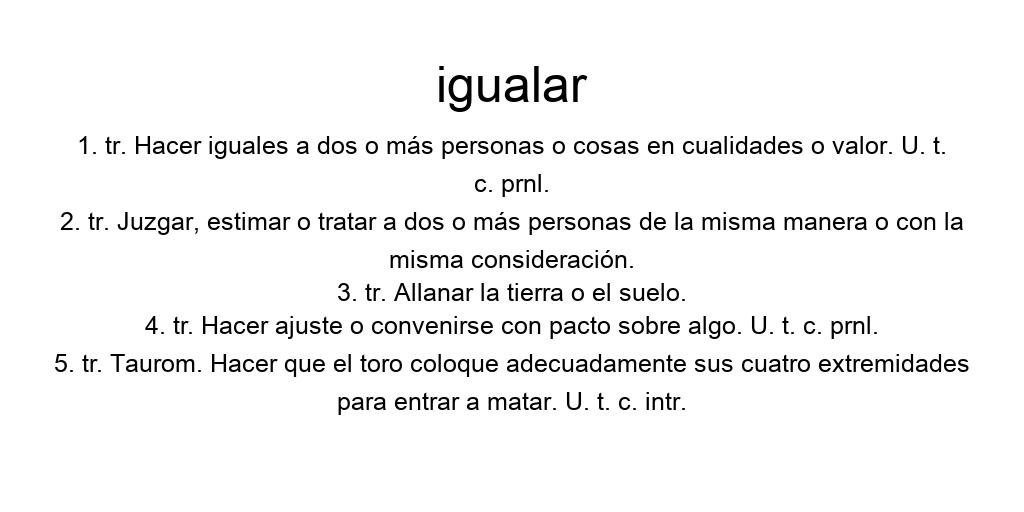 igualar
1. tr. Hacer iguales a dos o más personas o cosas en cualidades o valor. U. t.
c. prnl.
2. tr. Juzgar, estimar o tratar a dos o más personas de la misma manera o con la
misma consideración.
3. tr. Allanar la tierra o el suelo.
4. tr. Hacer ajuste o convenirse con pacto sobre algo. U. t. c. prnl.
5. tr. Taurom. Hacer que el toro coloque adecuadamente sus cuatro extremidades
para entrar a matar. U. t. c. intr.